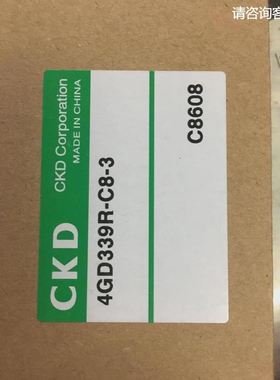 请咨询客
CKD
CKD Corporation
MADE IN CHINA
4GD339R-C8-3
C8608